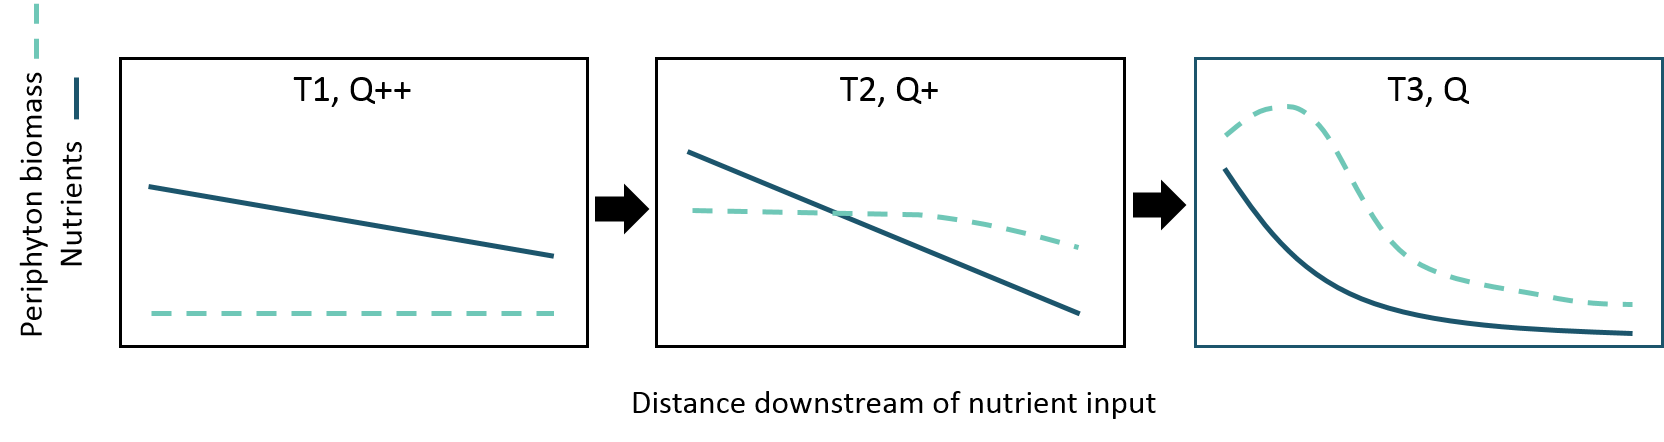 Periphyton biomass
Nutrients
T1, Q++
T2, Q+
T3, Q
Distance downstream of nutrient input